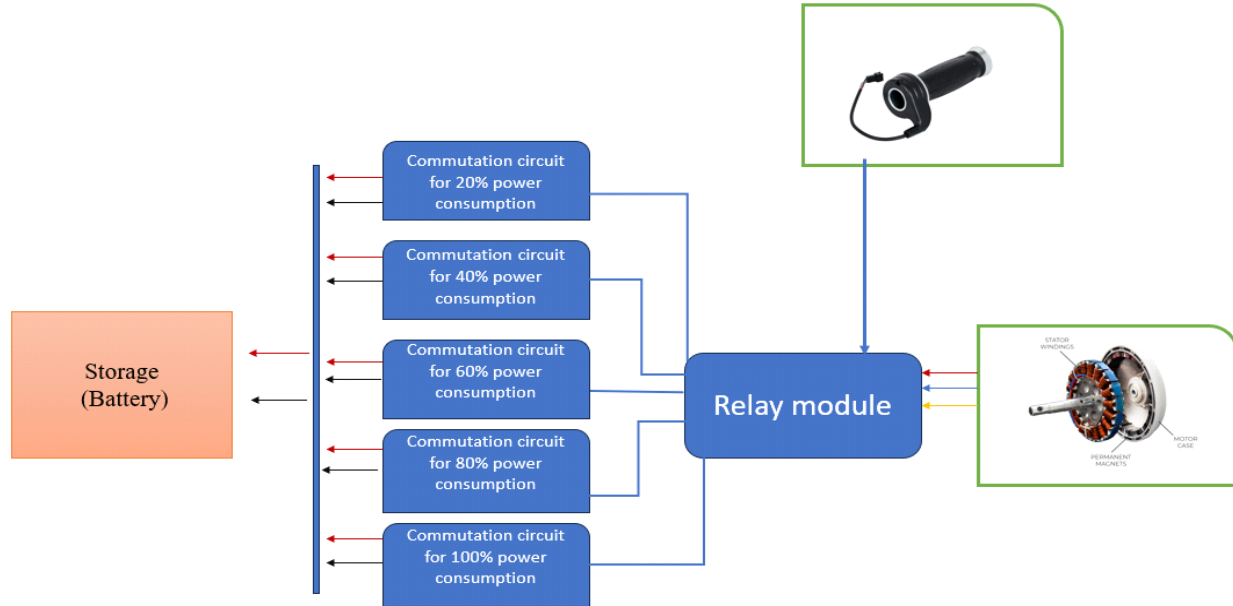 Commutation circuit
for 20% power
consumption
Commutation circuit
for 40% power
consumption
Commutation circuit
for 60% power
consumption
Commutation circuit
for 80% power
consumption
Commutation circuit
for 100% power
consumption
Storage
(Battery)
Relay module
STATOR
WINDINGS
MOTOR
CASE
PERMANENT
MAGNETS